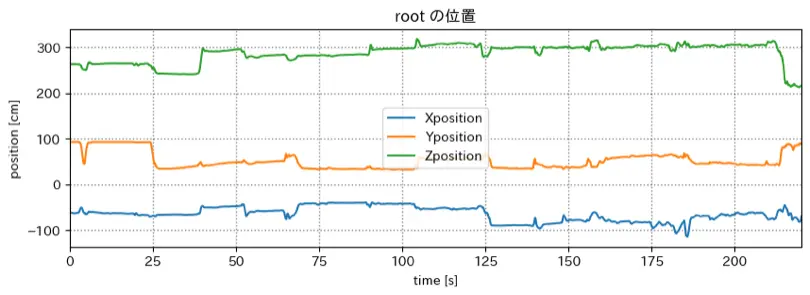 root の位置
position [cm]
300
200
100
0
−100
Xposition
Yposition
Zposition
0 25 50 75 100 125 150 175 200
time [s]